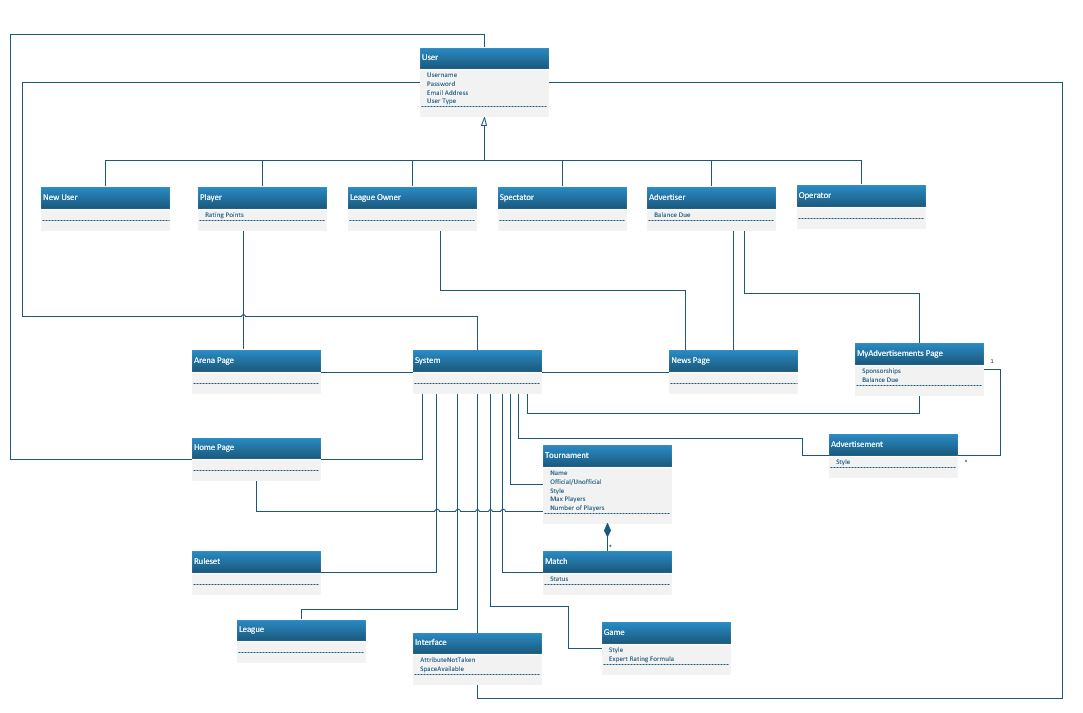 User
Username
Password
Email Address
User Type
New User
Player
Rating Points
League Owner
Spectator
Advertiser
Balance Due
Operator
Arena Page
System
News Page
MyAdvertisements Page
Sponsorships
Balance Due
1
Home Page
Tournament
Name
Official/Unofficial
Style
Max Players
Number of Players
Advertisement
Style
*
*
Ruleset
Match
Status
League
Interface
AttributeNotTaken
SpaceAvailable
Game
Style
Expert Rating Formula